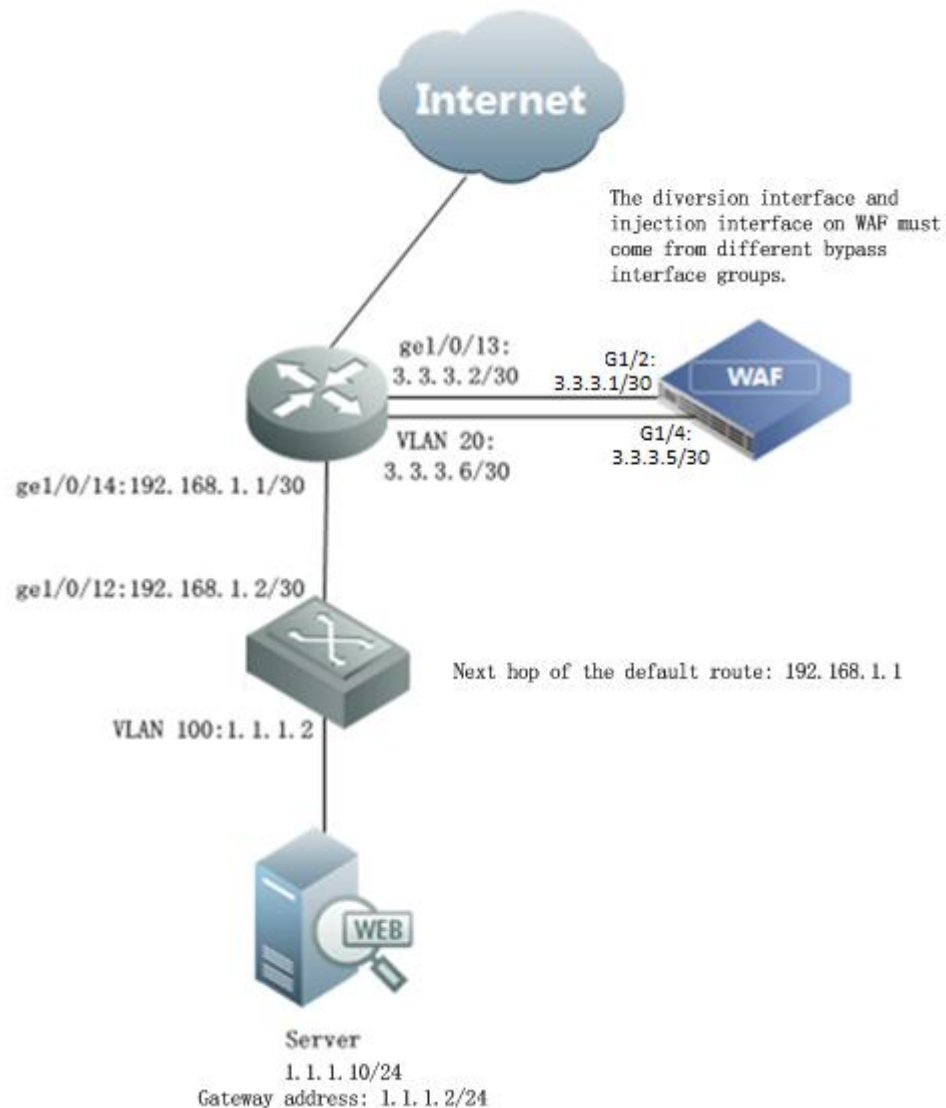 Internet
The diversion interface and
injection interface on WAF must
come from different bypass
interface groups.
ge1/0/13:
3.3.3.2/30
G1/2:
3.3.3.1/30
WAF
VLAN 20:
3.3.3.6/30
G1/4:
3.3.3.5/30
ge1/0/14:192.168.1.1/30
ge1/0/12:192.168.1.2/30
Next hop of the default route: 192.168.1.1
VLAN 100:1.1.1.2
WEB
Server
1.1.1.10/24
Gateway address: 1.1.1.2/24